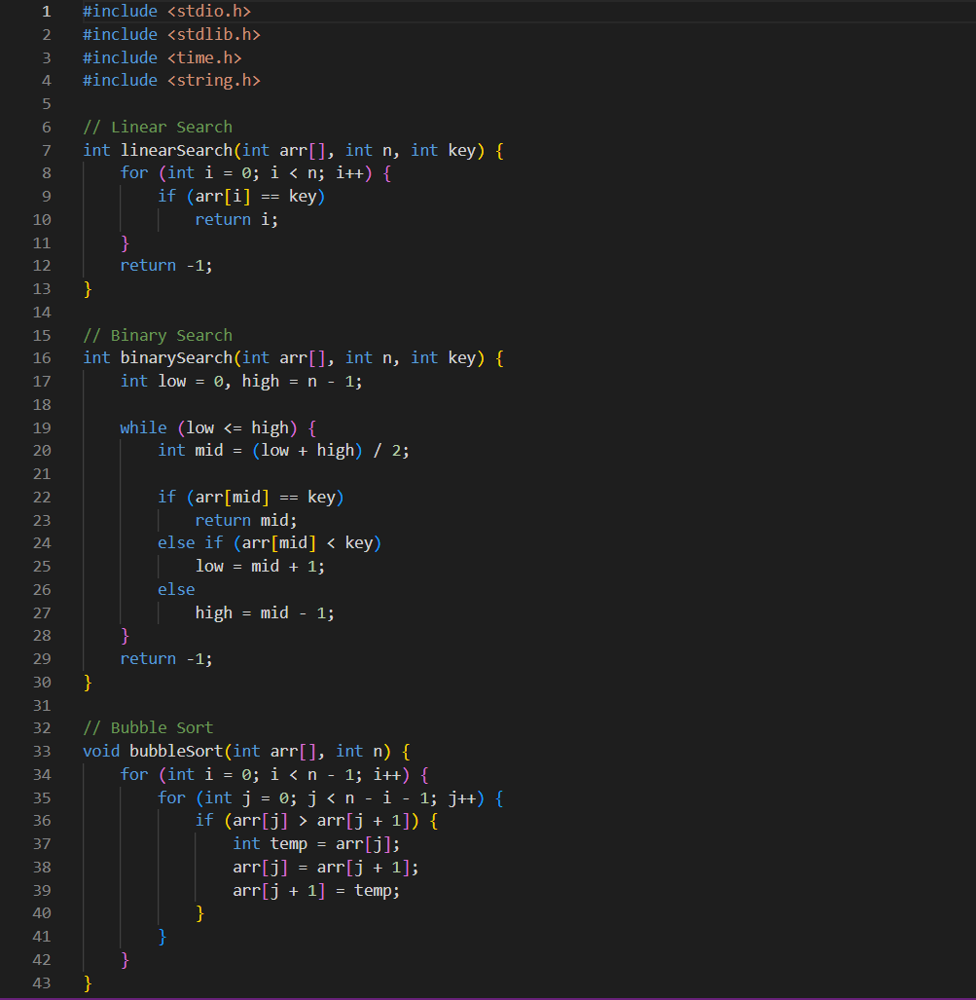 1 #include <stdio.h>
2 #include <stdlib.h>
3 #include <time.h>
4 #include <string.h>
5
6 // Linear Search
7 int linearSearch(int arr[], int n, int key) {
8     for (int i = 0; i < n; i++) {
9         if (arr[i] == key)
10             return i;
11     }
12     return -1;
13 }
14
15 // Binary Search
16 int binarySearch(int arr[], int n, int key) {
17     int low = 0, high = n - 1;
18
19     while (low <= high) {
20         int mid = (low + high) / 2;
21
22         if (arr[mid] == key)
23             return mid;
24         else if (arr[mid] < key)
25             low = mid + 1;
26         else
27             high = mid - 1;
28     }
29     return -1;
30 }
31
32 // Bubble Sort
33 void bubbleSort(int arr[], int n) {
34     for (int i = 0; i < n - 1; i++) {
35         for (int j = 0; j < n - i - 1; j++) {
36             if (arr[j] > arr[j + 1]) {
37                 int temp = arr[j];
38                 arr[j] = arr[j + 1];
39                 arr[j + 1] = temp;
40             }
41         }
42     }
43 }